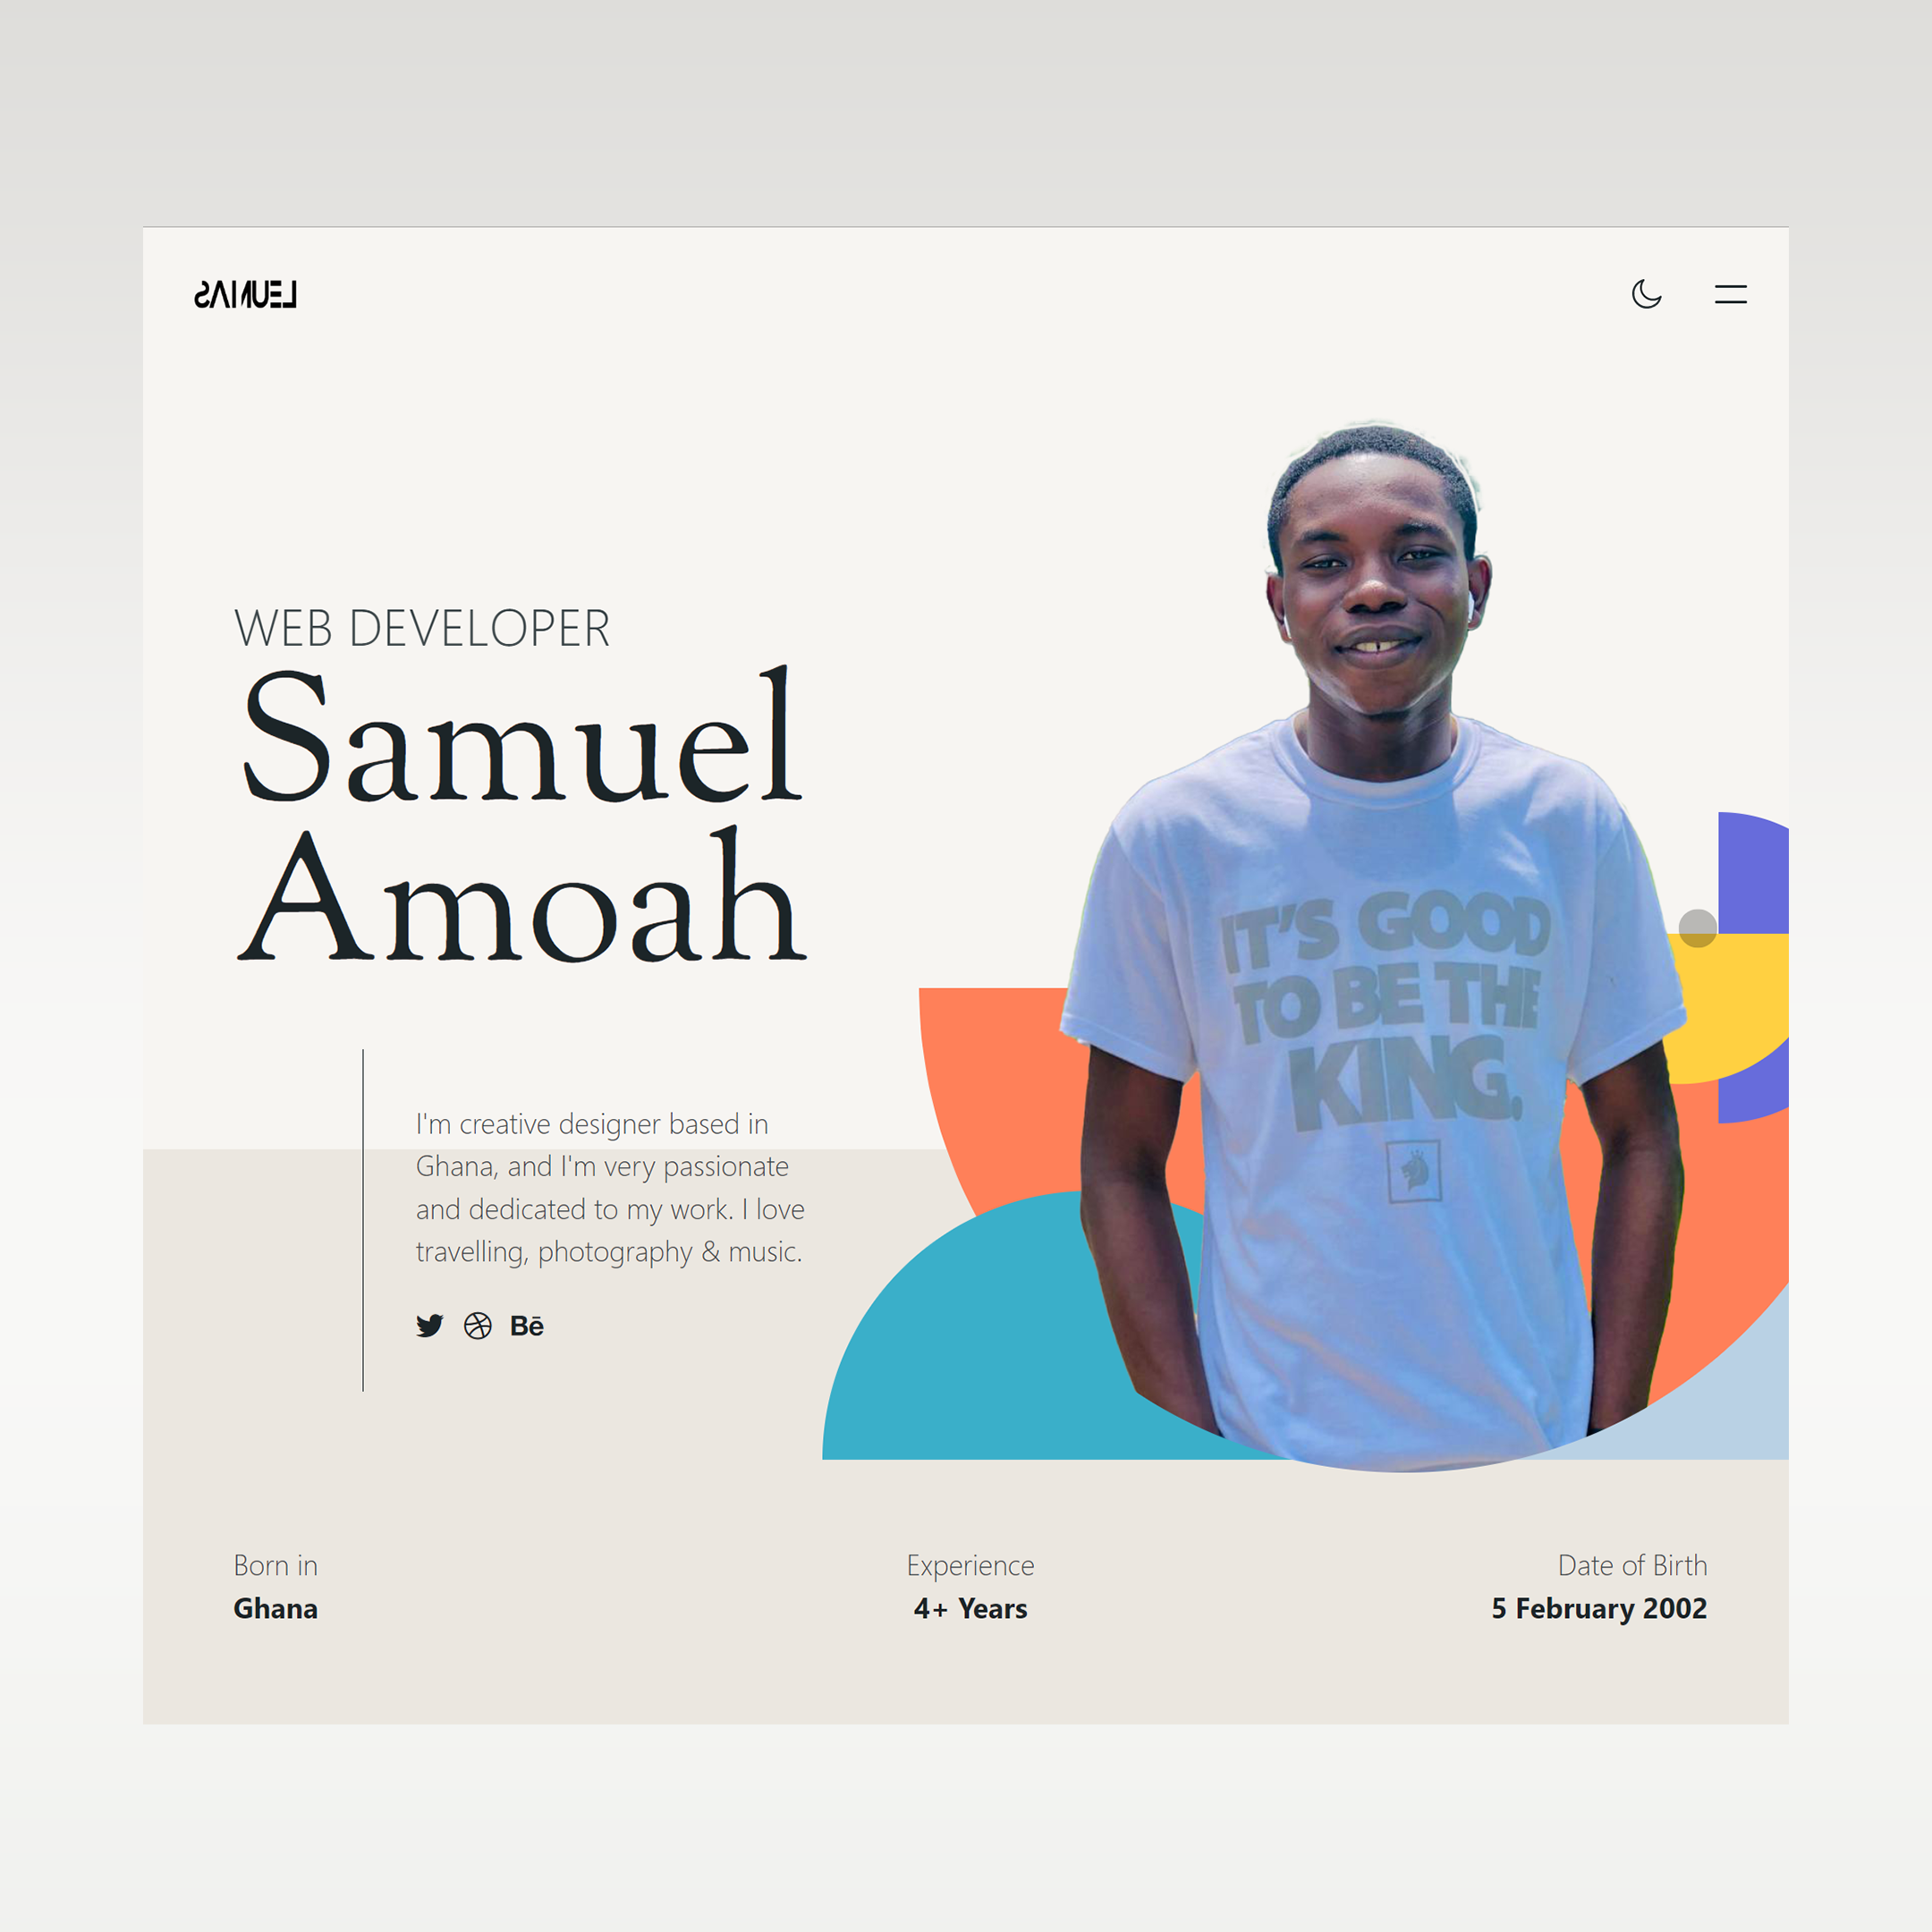 SAMUEL
WEB DEVELOPER
Samuel
Amoah
IT'S GOOD
TO BE THE
KING.
I'm creative designer based in
Ghana, and I'm very passionate
and dedicated to my work. I love
travelling, photography & music.
Bē
Born in
Ghana
Experience
4+ Years
Date of Birth
5 February 2002